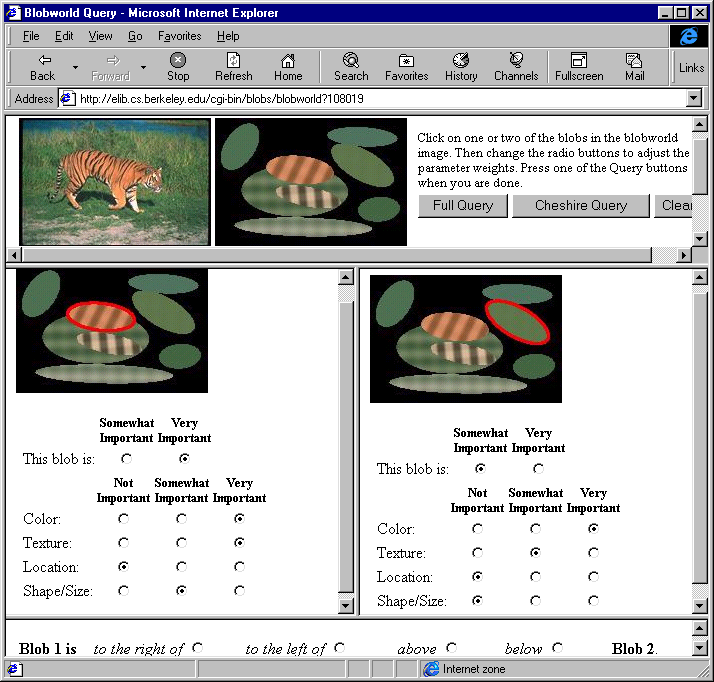 Blobworld Query - Microsoft Internet Explorer
File Edit View Go Favorites Help
Back Forward Stop Refresh Home Search Favorites History Channels Fullscreen Mail Links
Address http://elib.cs.berkeley.edu/cgi-bin/blobs/blobworld?108019
Click on one or two of the blobs in the blobworld
image. Then change the radio buttons to adjust the
parameter weights. Press one of the Query buttons
when you are done.
Full Query Cheshire Query Clear
Somewhat Very
Important Important
This blob is:
Not Somewhat Very
Important Important Important
Color:
Texture:
Location:
Shape/Size:
Somewhat Very
Important Important
This blob is:
Not Somewhat Very
Important Important Important
Color:
Texture:
Location:
Shape/Size:
Blob 1 is to the right of to the left of above below Blob 2.
Internet zone